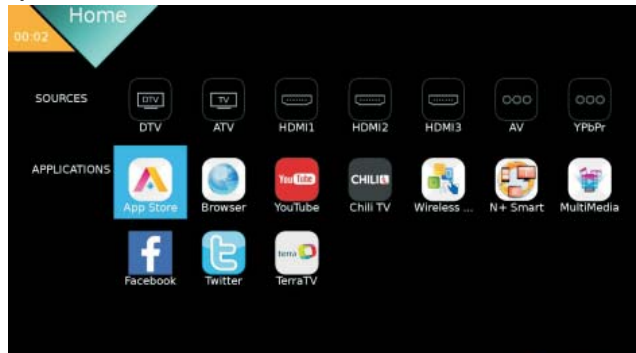 Home
00:02
SOURCES
DTV TV
DTV ATV HDMI1 HDMI2 HDMI3 AV YPbPr
APPLICATIONS
YouTube CHILI terra
App Store Browser YouTube Chili TV Wireless ... N+ Smart MultiMedia
Facebook Twitter TerraTV